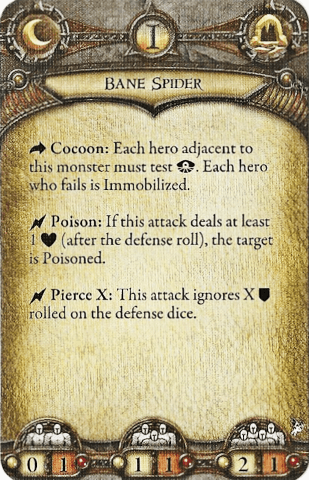 I
BANE SPIDER
Cocoon: Each hero adjacent to
this monster must test . Each hero
who fails is Immobilized.
Poison: If this attack deals at least
1 (after the defense roll), the target
is Poisoned.
Pierce X: This attack ignores X
rolled on the defense dice.
0 1 1 1 2 1